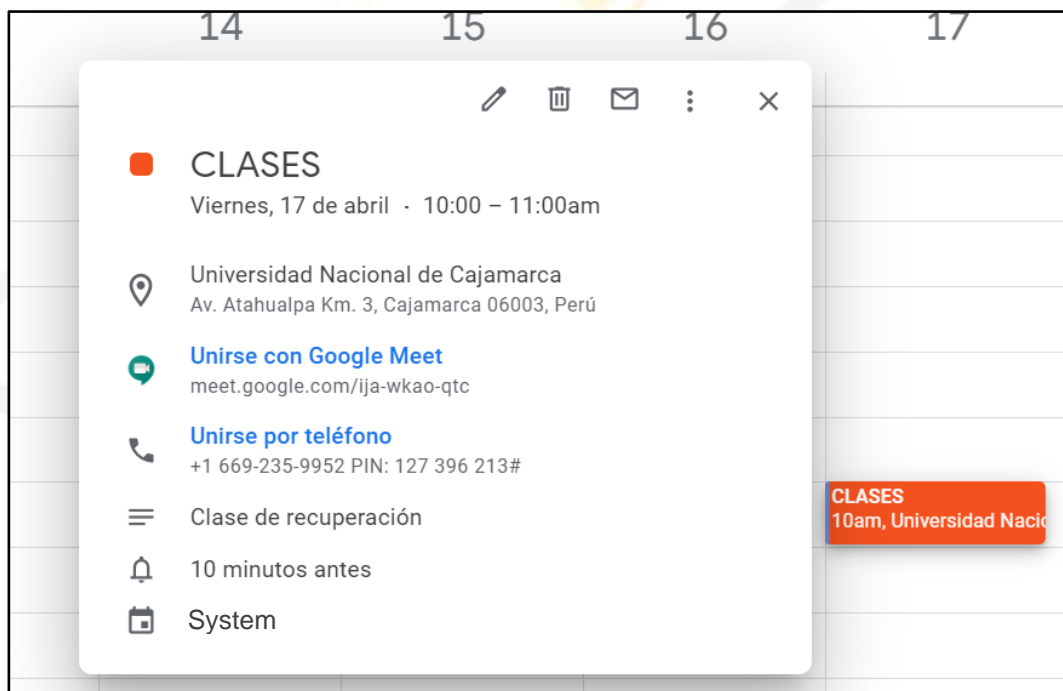 14 15 16 17
CLASES
Viernes, 17 de abril · 10:00 – 11:00am
Universidad Nacional de Cajamarca
Av. Atahualpa Km. 3, Cajamarca 06003, Perú
Unirse con Google Meet
meet.google.com/ija-wkao-qtc
Unirse por teléfono
+1 669-235-9952 PIN: 127 396 213#
Clase de recuperación
10 minutos antes
System
CLASES
10am, Universidad Nacio